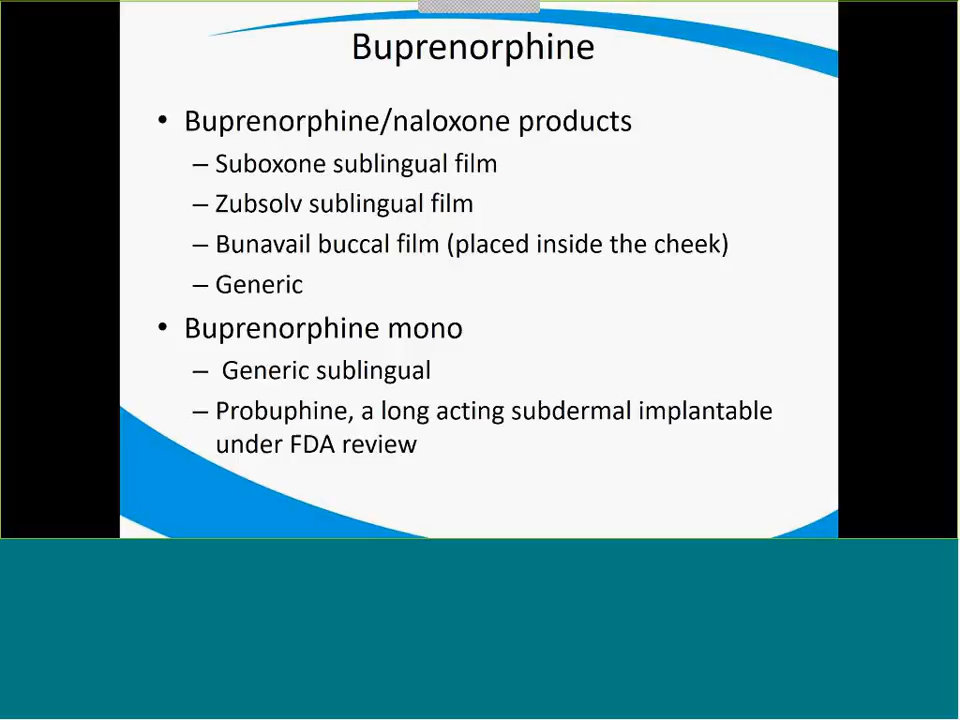 Buprenorphine
• Buprenorphine/naloxone products
– Suboxone sublingual film
– Zubsolv sublingual film
– Bunavail buccal film (placed inside the cheek)
– Generic
• Buprenorphine mono
– Generic sublingual
– Probuphine, a long acting subdermal implantable
under FDA review